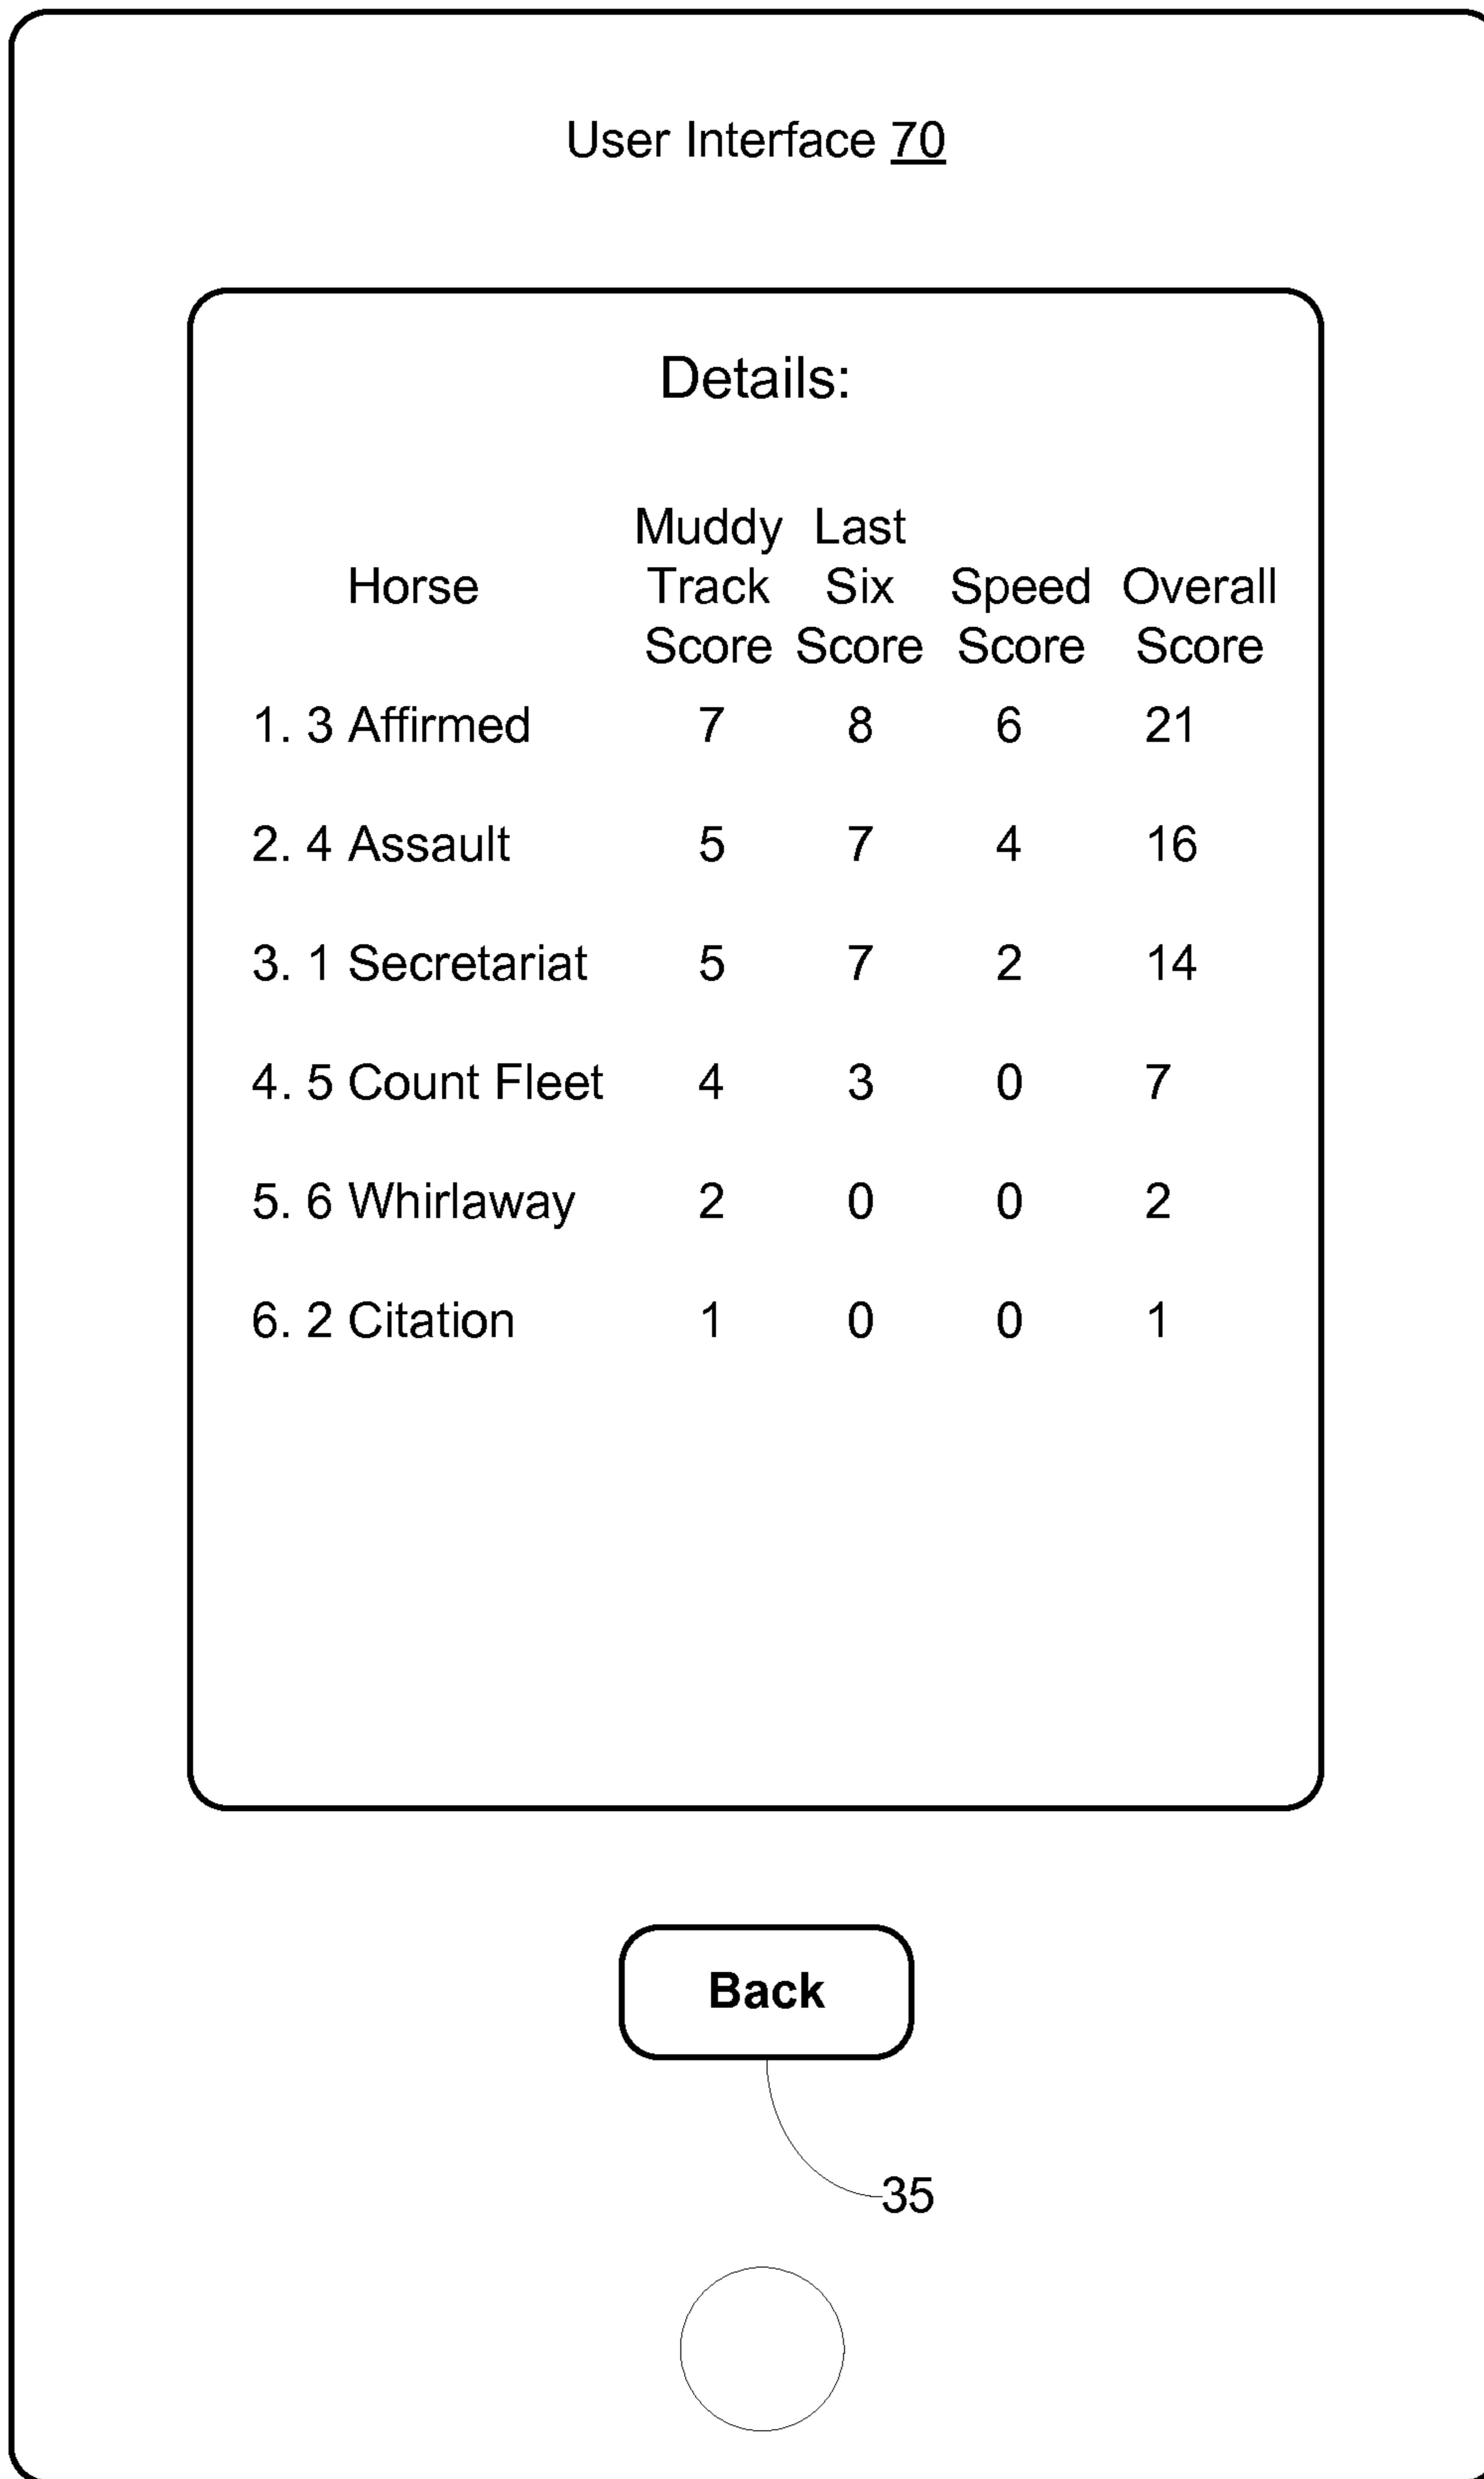 User Interface 70
Details:
Muddy Last
Horse Track Six Speed Overall
Score Score Score Score
1. 3 Affirmed 7 8 6 21
2. 4 Assault 5 7 4 16
3. 1 Secretariat 5 7 2 14
4. 5 Count Fleet 4 3 0 7
5. 6 Whirlaway 2 0 0 2
6. 2 Citation 1 0 0 1
Back
35